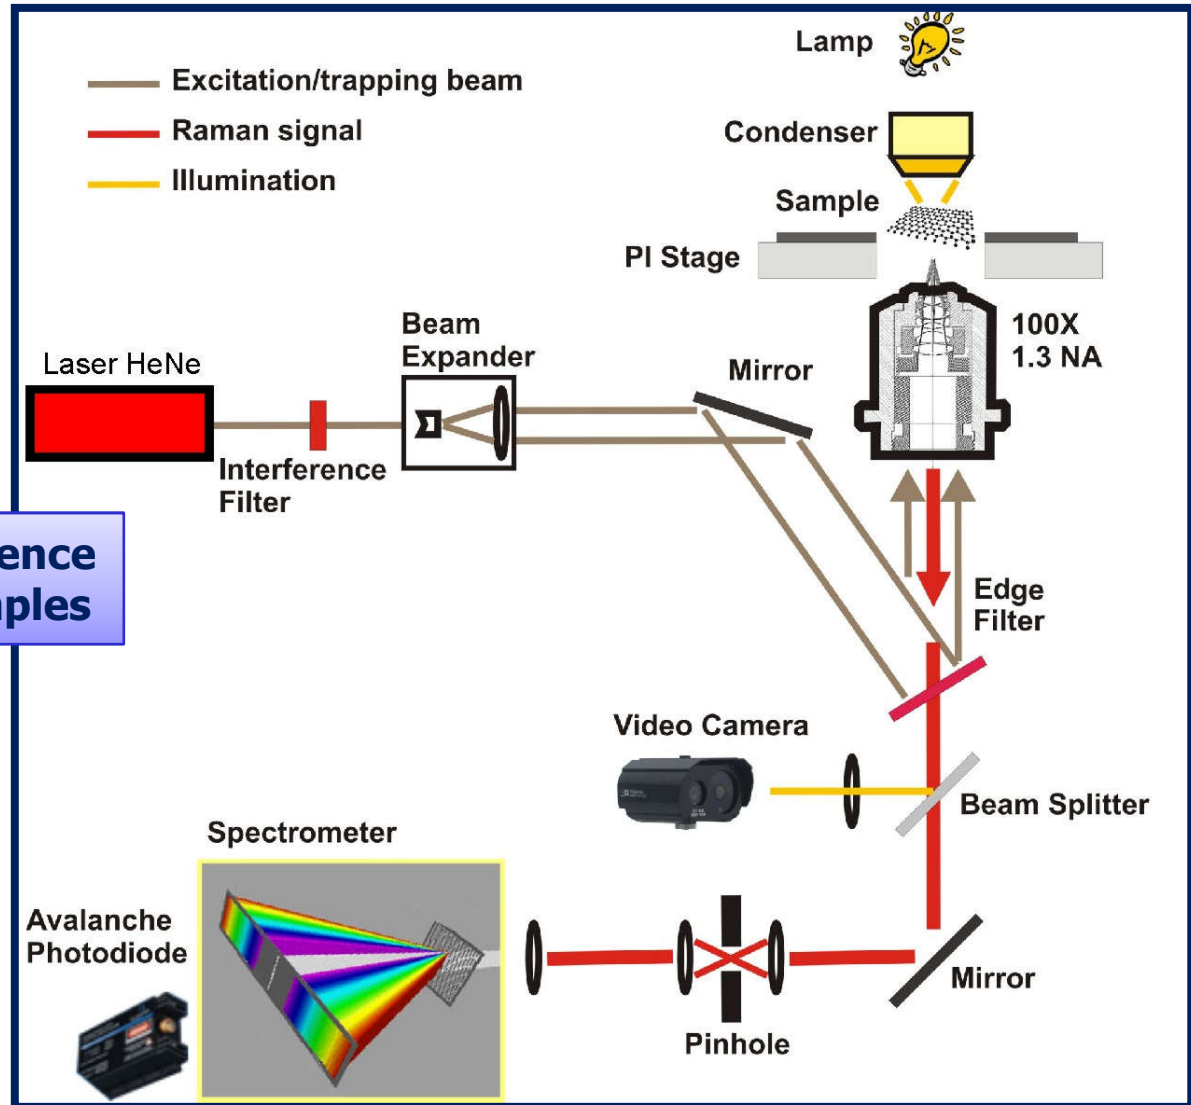 Lamp
Excitation/trapping beam
Raman signal
Illumination
Condenser
Sample
PI Stage
100X
1.3 NA
Beam
Expander
Mirror
Laser HeNe
Interference
Filter
ence
ples
Edge
Filter
Video Camera
Beam Splitter
Spectrometer
Avalanche
Photodiode
Mirror
Pinhole